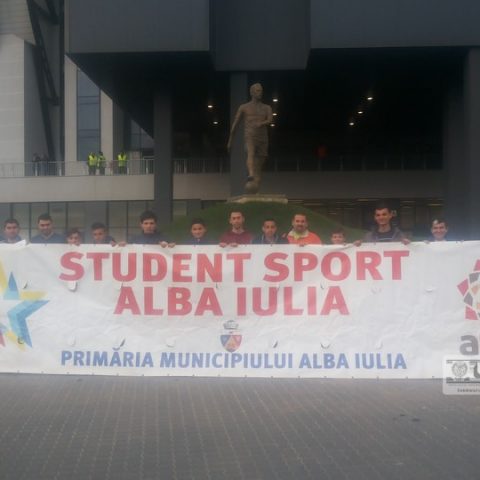 STUDENT SPORT
ALBA IULIA
PRIMĂRIA MUNICIPIULUI ALBA IULIA